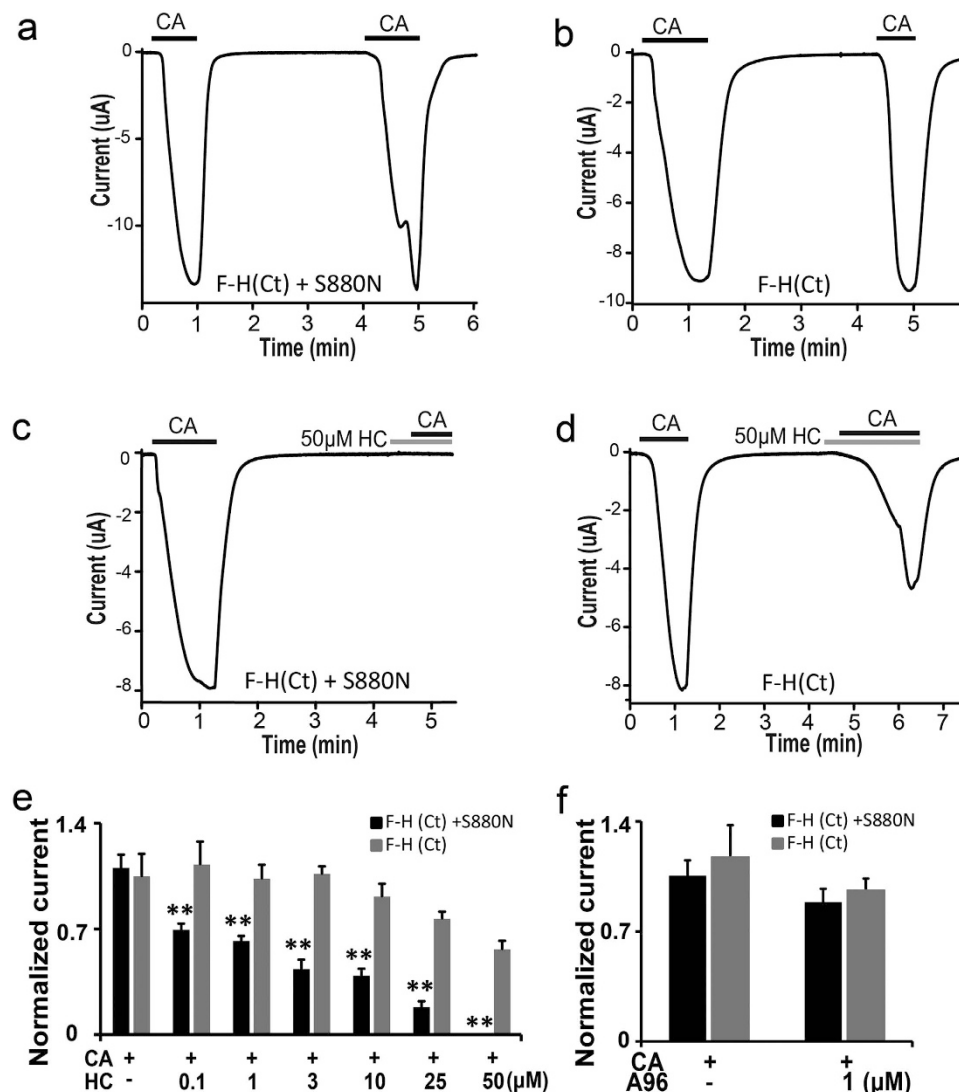 a
CA
CA
0
-5
-10
Current (uA)
F-H(Ct) + S880N
0 1 2 3 4 5 6
Time (min)
b
CA
CA
0
-2
-4
-6
-8
-10
Current (uA)
F-H(Ct)
0 1 2 3 4 5
Time (min)
c
CA
CA
50µM HC
0
-2
-4
-6
-8
Current (uA)
F-H(Ct) + S880N
0 1 2 3 4 5
Time (min)
d
CA
CA
50µM HC
0
-2
-4
-6
-8
Current (uA)
F-H(Ct)
0 1 2 3 4 5 6 7
Time (min)
e
F-H (Ct) +S880N
F-H (Ct)
1.4
0.7
0
Normalized current
** ** ** ** ** **
CA + + + + + + +
HC - 0.1 1 3 10 25 50 (µM)
f
F-H (Ct) +S880N
F-H (Ct)
1.4
0.7
0
Normalized current
CA + +
A96 - 1 (µM)